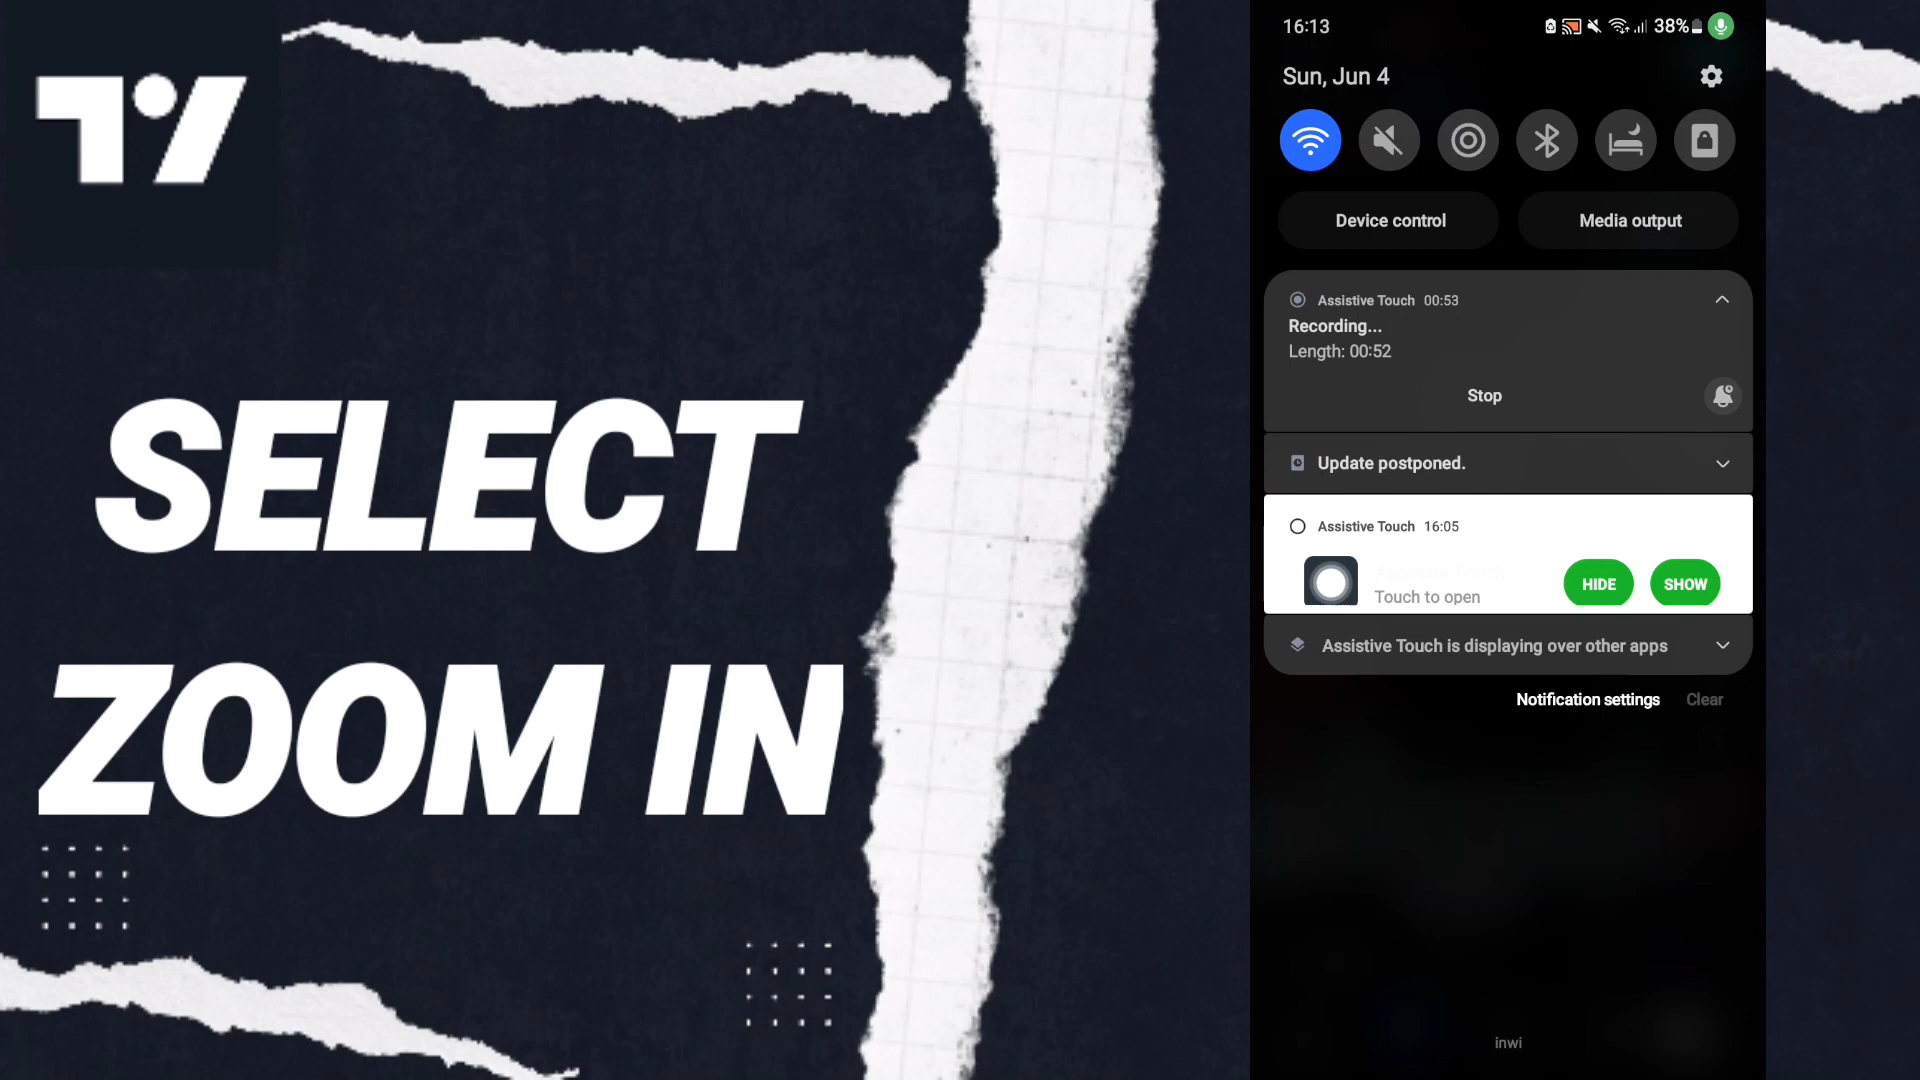 SELECT
ZOOM IN
16:13
38%
Sun, Jun 4
Device control
Media output
Assistive Touch 00:53
Recording...
Length: 00:52
Stop
Update postponed.
Assistive Touch 16:05
Assistive Touch
Touch to open
HIDE
SHOW
Assistive Touch is displaying over other apps
Notification settings
Clear
inwi